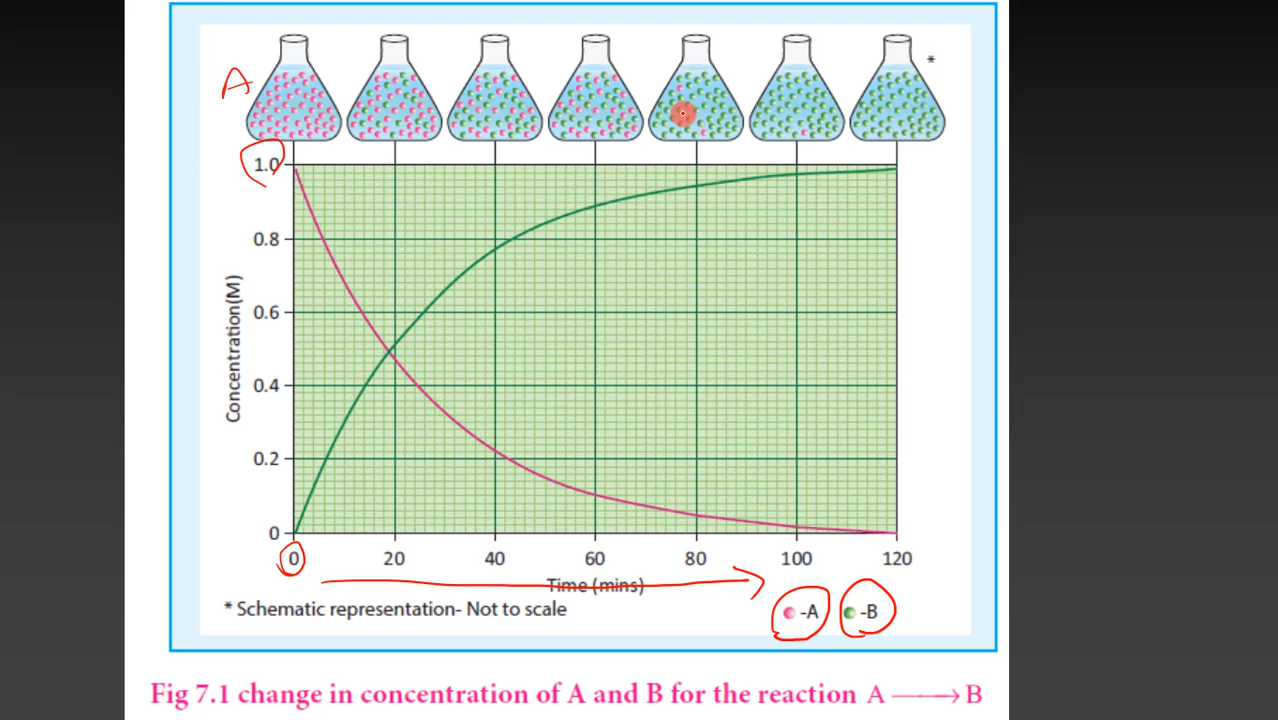 A
*
1.0
0.8
0.6
0.4
0.2
0
Concentration(M)
0 20 40 60 80 100 120
Time (mins)
* Schematic representation- Not to scale
-A -B
Fig 7.1 change in concentration of A and B for the reaction A ⟶ B